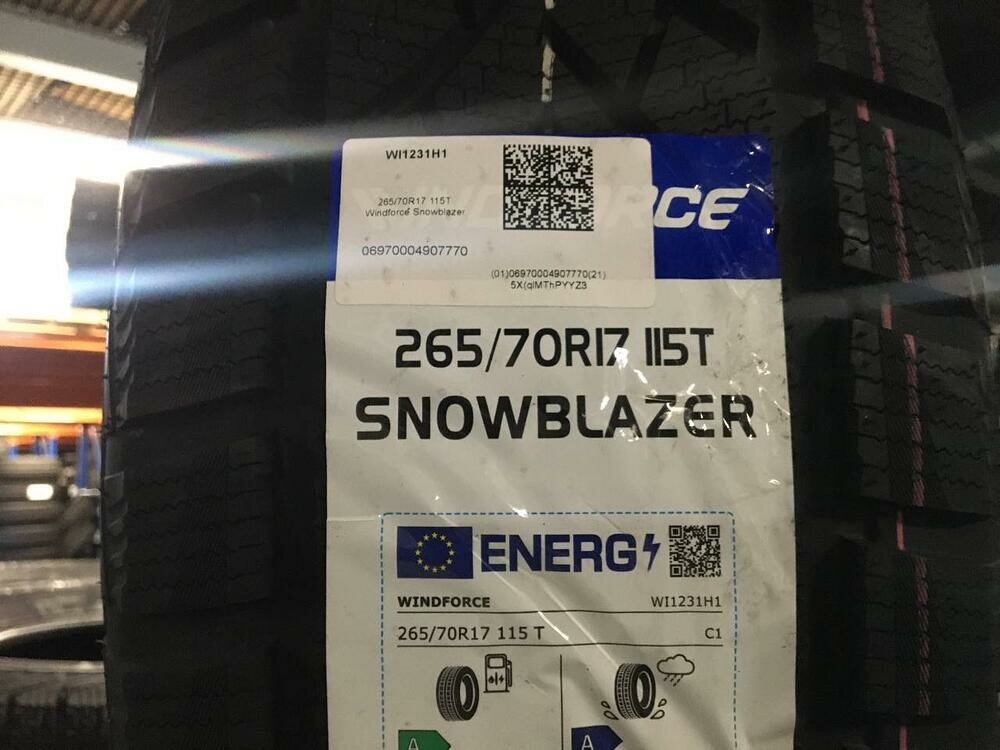 WI1231H1
265/70R17 115T
Windforce Snowblazer
06970004907770
(01)06970004907770(21)
5X(qIMThPYYZ3
RCE
265/70R17 115T
SNOWBLAZER
ENERG
WINDFORCE WI1231H1
265/70R17 115 T C1
A A